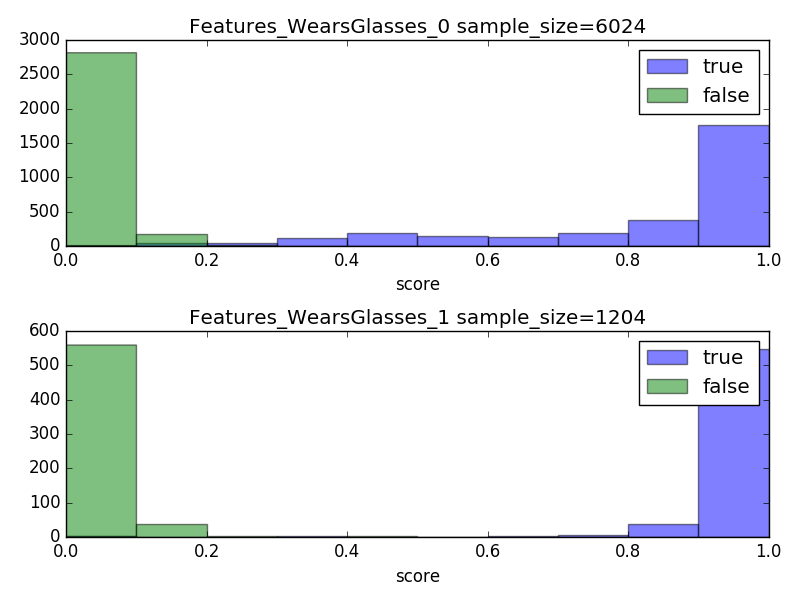 Features_WearsGlasses_0 sample_size=6024
3000
2500
2000
1500
1000
500
0
true
false
0.0 0.2 0.4 0.6 0.8 1.0
score
Features_WearsGlasses_1 sample_size=1204
600
500
400
300
200
100
0
true
false
0.0 0.2 0.4 0.6 0.8 1.0
score